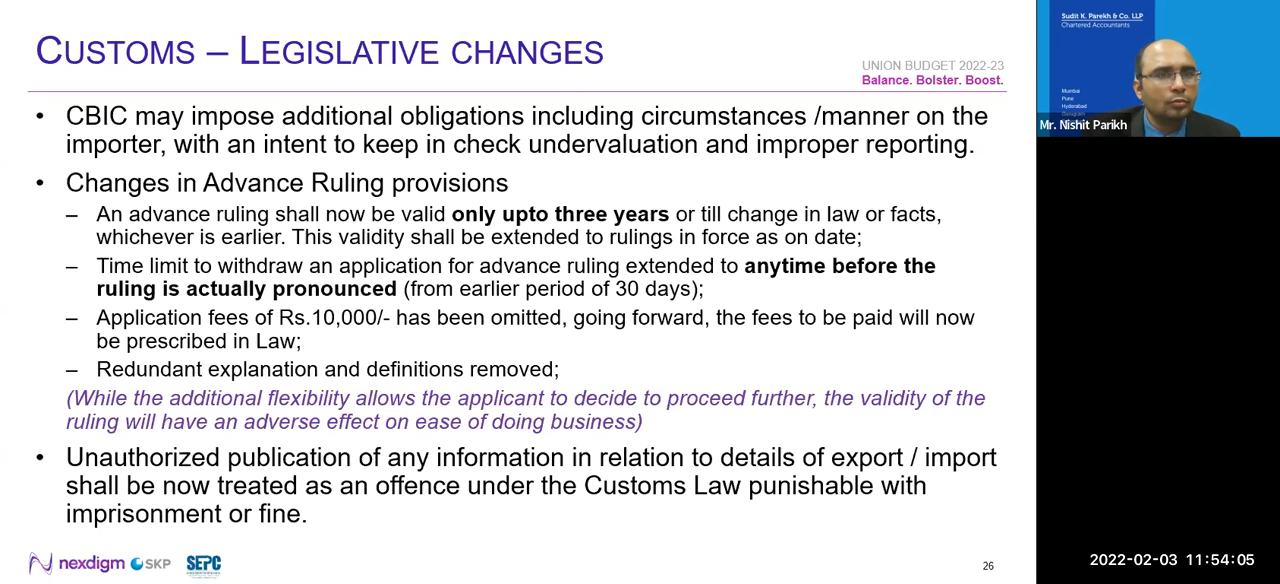 CUSTOMS – LEGISLATIVE CHANGES
UNION BUDGET 2022-23
Balance. Bolster. Boost.
• CBIC may impose additional obligations including circumstances /manner on the
importer, with an intent to keep in check undervaluation and improper reporting.
• Changes in Advance Ruling provisions
– An advance ruling shall now be valid only upto three years or till change in law or facts,
whichever is earlier. This validity shall be extended to rulings in force as on date;
– Time limit to withdraw an application for advance ruling extended to anytime before the
ruling is actually pronounced (from earlier period of 30 days);
– Application fees of Rs.10,000/- has been omitted, going forward, the fees to be paid will now
be prescribed in Law;
– Redundant explanation and definitions removed;
(While the additional flexibility allows the applicant to decide to proceed further, the validity of the
ruling will have an adverse effect on ease of doing business)
• Unauthorized publication of any information in relation to details of export / import
shall be now treated as an offence under the Customs Law punishable with
imprisonment or fine.
nexdigm SKP SEPC
26
Sudit K. Parekh & Co. LLP
Chartered Accountants
Mumbai
Pune
Hyderabad
Mr. Nishit Parikh
2022-02-03 11:54:05